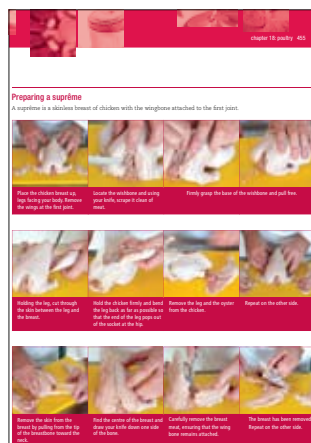 chapter 18: poultry 455
Preparing a suprême
A suprême is a skinless breast of chicken with the wingbone attached to the first joint.
Place the chicken breast up,
legs facing your body. Remove
the wings at the first joint.
Locate the wishbone and using
your knife, scrape it clean of
meat.
Firmly grasp the base of the wishbone and pull free.
Holding the leg, cut through
the skin between the leg and
the breast.
Hold the chicken firmly and bend
the leg back as far as possible so
that the end of the leg pops out
of the socket at the hip.
Remove the leg and the oyster
from the chicken.
Repeat on the other side.
Remove the skin from the
breast by pulling from the tip
of the breastbone toward the
neck.
Find the centre of the breast and
draw your knife down one side
of the bone.
Carefully remove the breast
meat, ensuring that the wing
bone remains attached.
The breast has been removed.
Repeat on the other side.